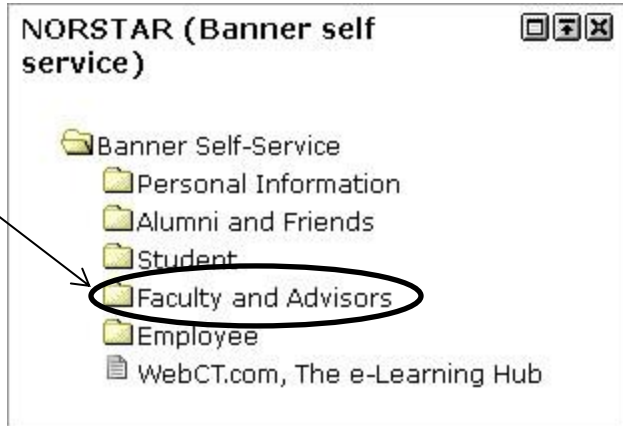 NORSTAR (Banner self
service)
Banner Self-Service
Personal Information
Alumni and Friends
Student
Faculty and Advisors
Employee
WebCT.com, The e-Learning Hub